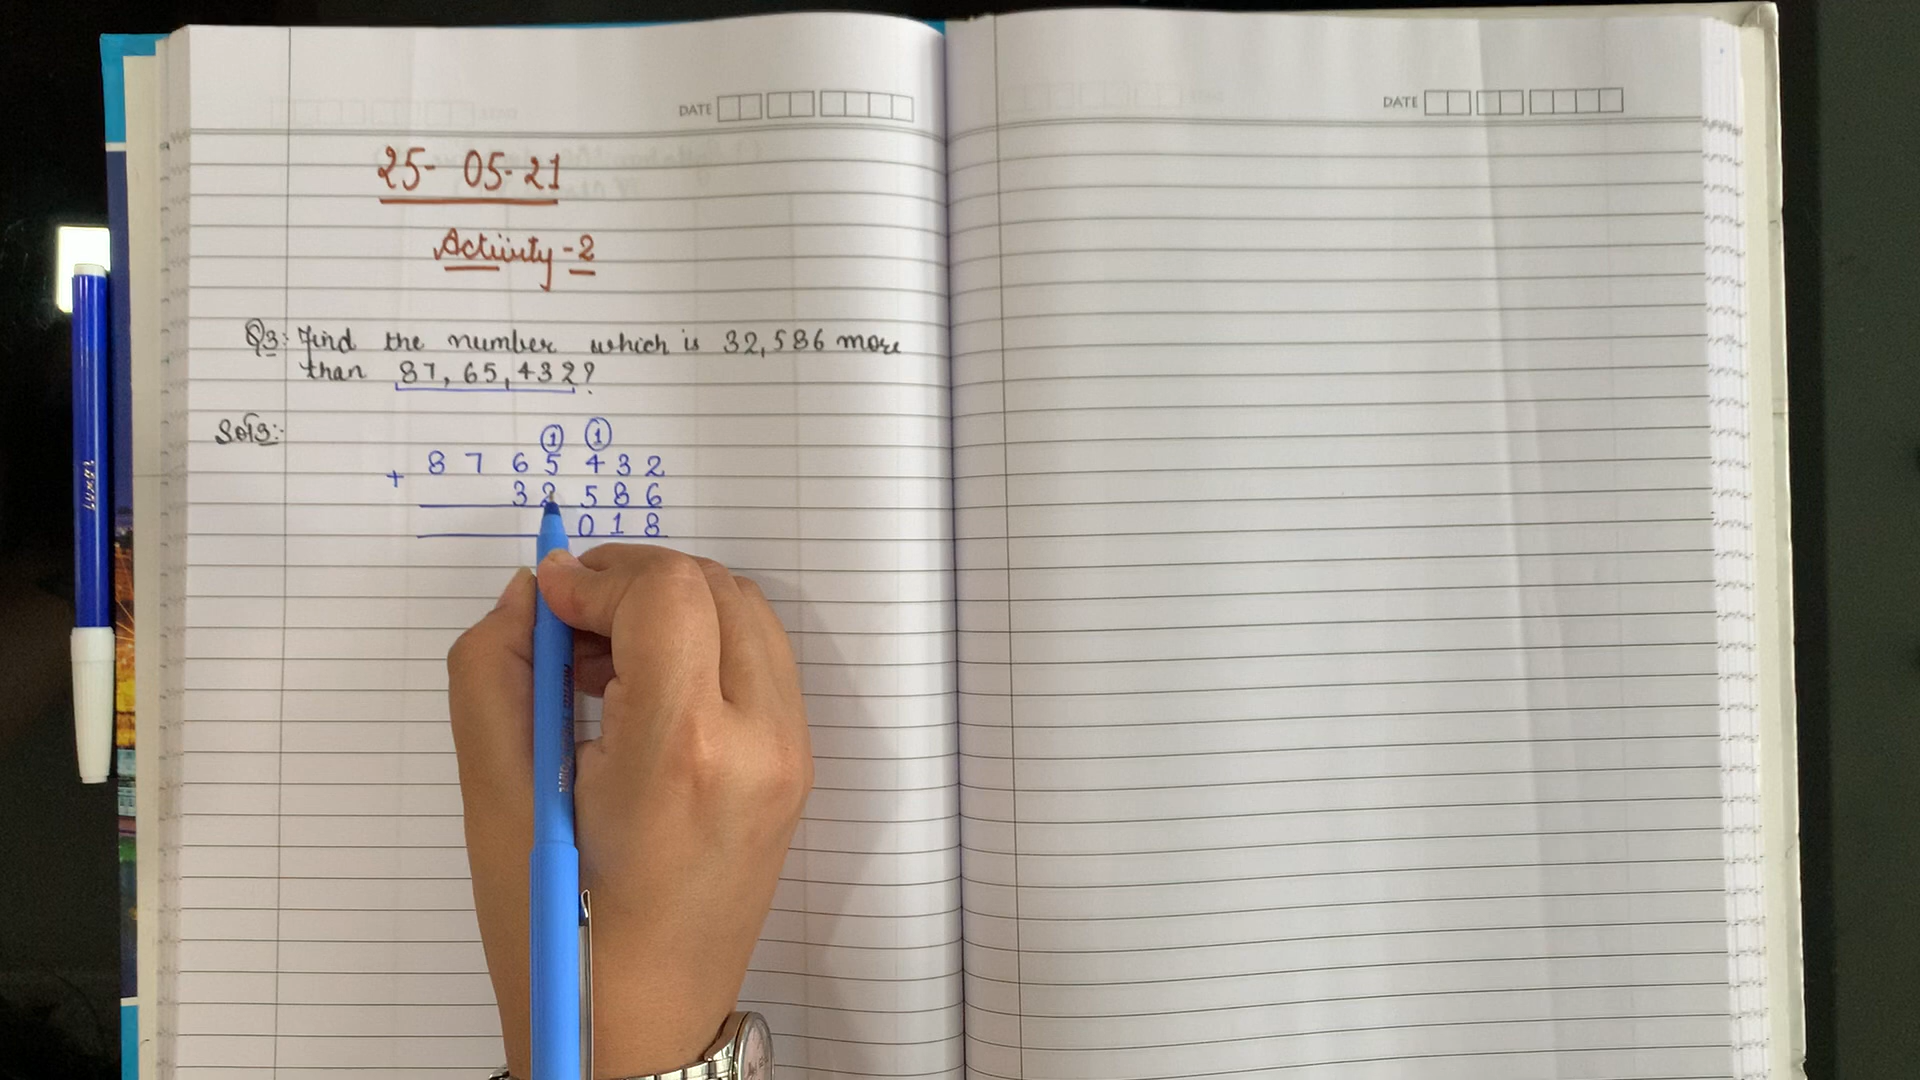 DATE
DATE
25-05-21
Activity-2
Q3: Find the number which is 32,586 more
than 87,65,432?
Sol3:-
1 1
8 7 6 5 4 3 2
+ 3 2 5 8 6
0 1 8